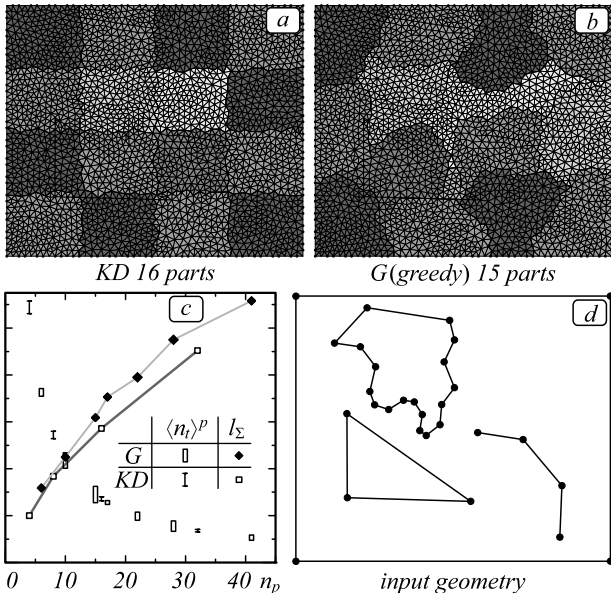 a
b
KD 16 parts
G(greedy) 15 parts
c
d
⟨n_t⟩^p l_Σ
G
KD
0 10 20 30 40 n_p
input geometry